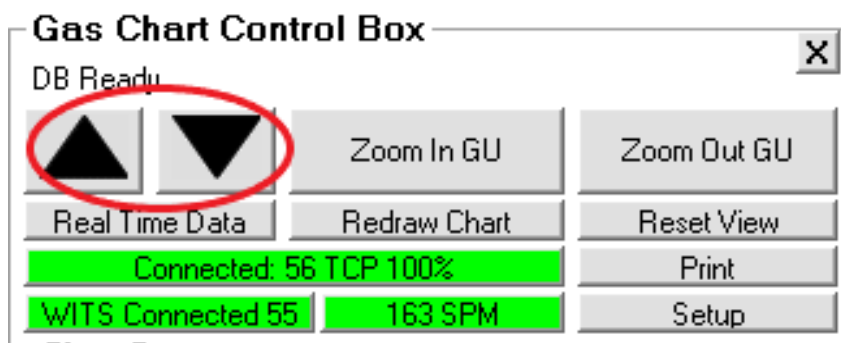 Gas Chart Control Box
X
DB Ready
Zoom In GU
Zoom Out GU
Real Time Data
Redraw Chart
Reset View
Connected: 56 TCP 100%
Print
WITS Connected 55
163 SPM
Setup